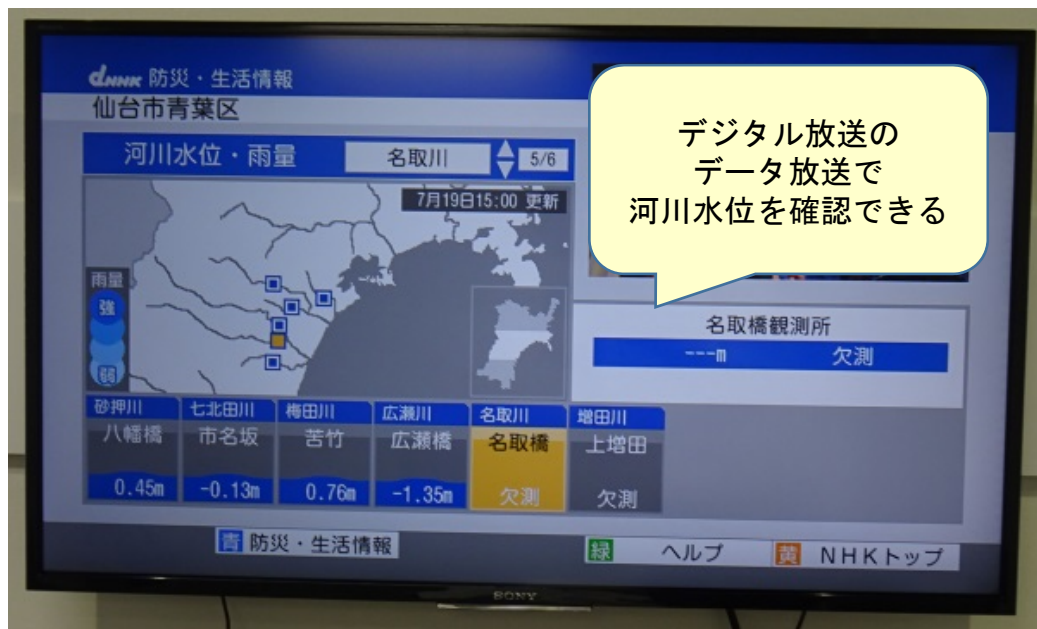 dNHK 防災・生活情報
仙台市青葉区
河川水位・雨量
名取川
5/6
7月19日15:00 更新
雨量
強
弱
デジタル放送の
データ放送で
河川水位を確認できる
名取橋観測所
---m 欠測
砂押川 七北田川 梅田川 広瀬川 名取川 増田川
八幡橋 市名坂 苦竹 広瀬橋 名取橋 上増田
0.45m -0.13m 0.76m -1.35m 欠測 欠測
青 防災・生活情報
緑 ヘルプ
黄 NHKトップ
SONY